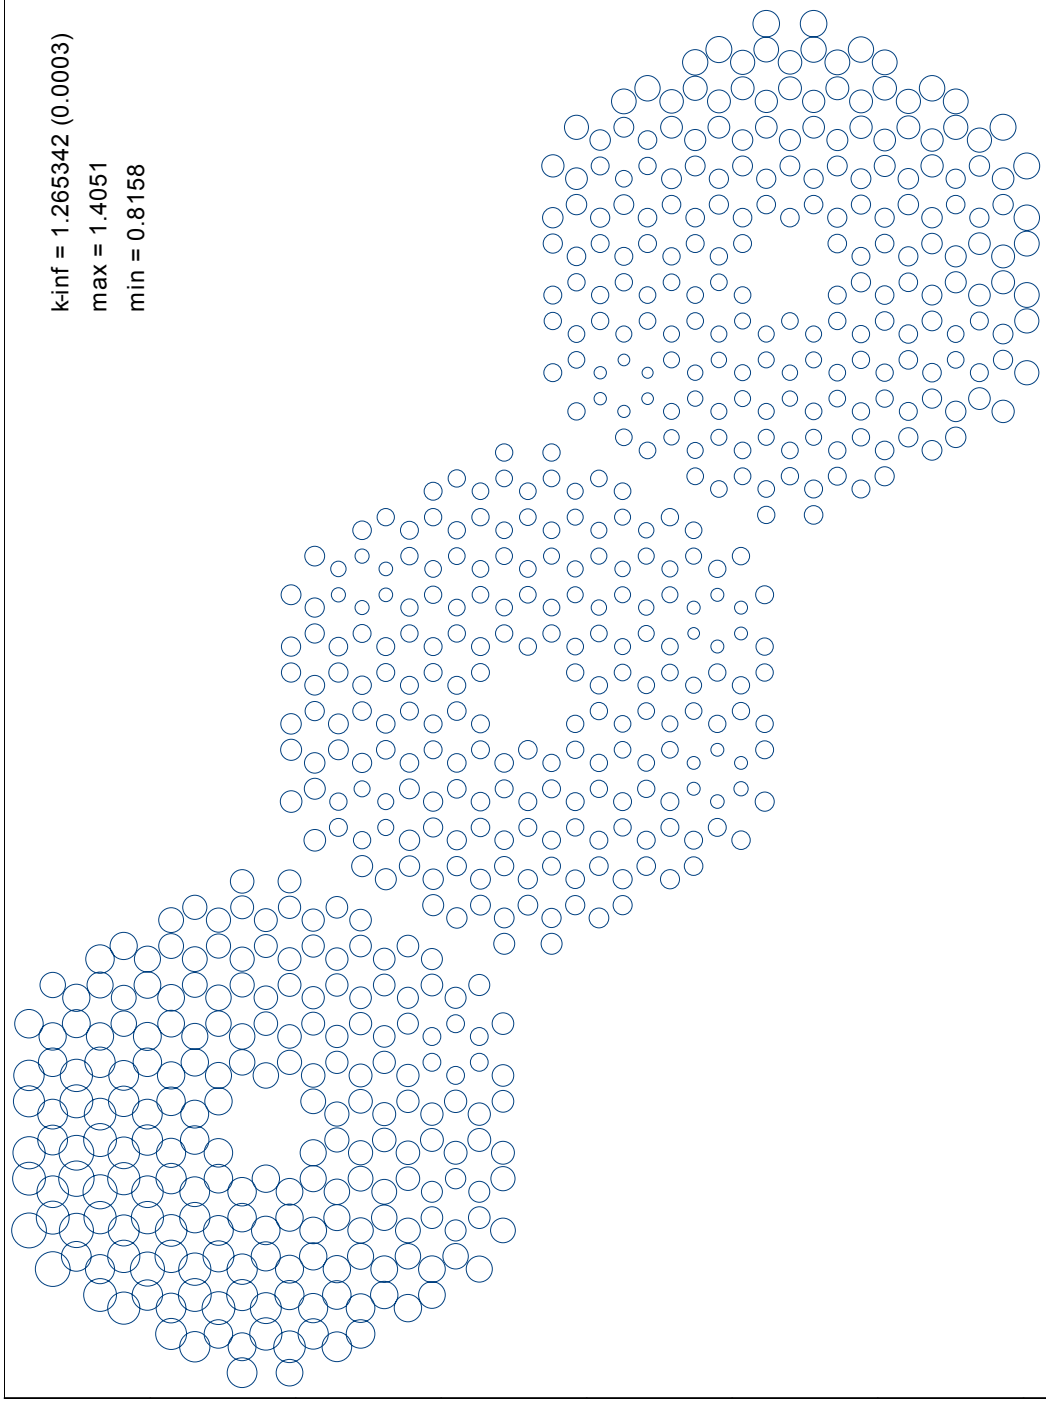 k-inf = 1.265342 (0.0003)
max = 1.4051
min = 0.8158